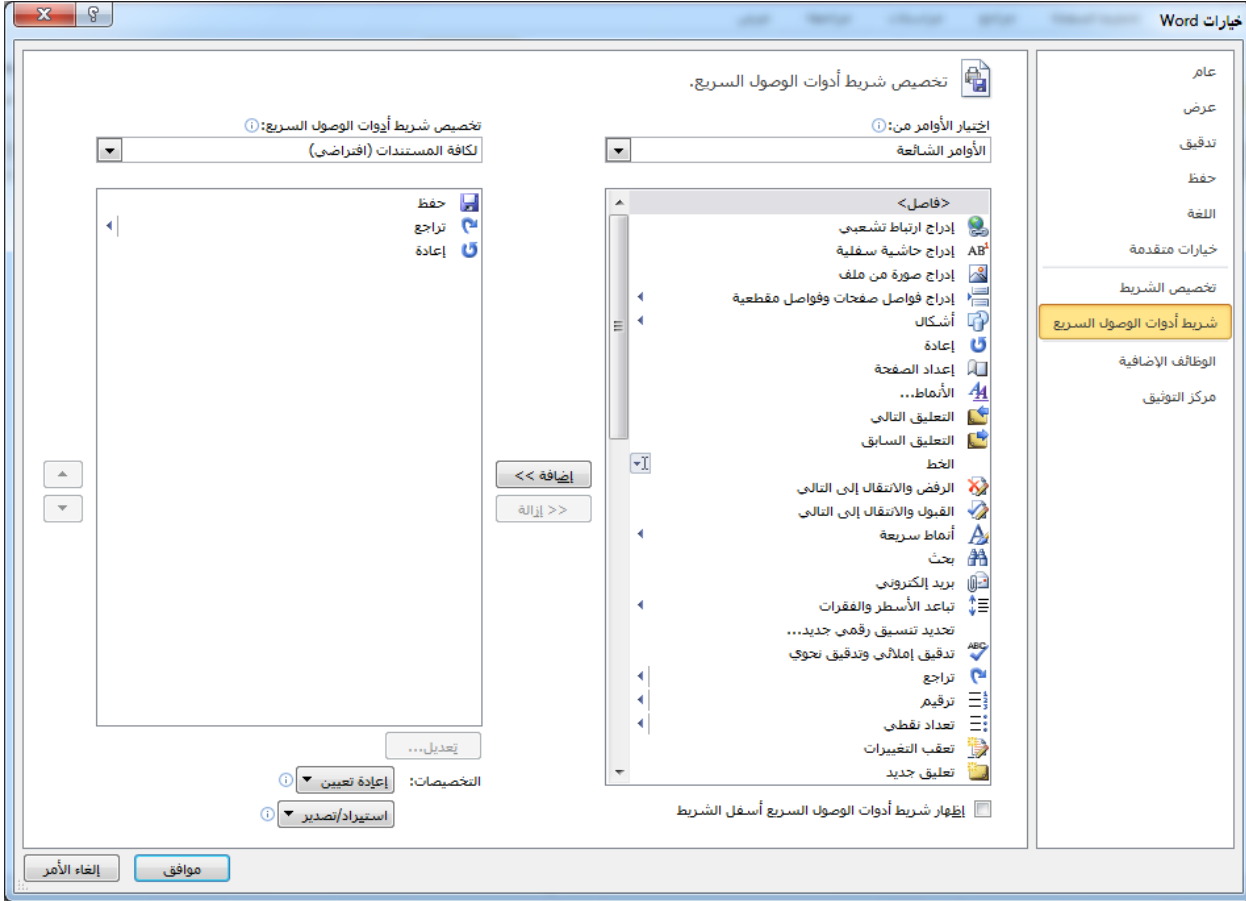 خيارات Word
عام
عرض
تدقيق
حفظ
اللغة
خيارات متقدمة
تخصيص الشريط
شريط أدوات الوصول السريع
الوظائف الإضافية
مركز التوثيق
تخصيص شريط أدوات الوصول السريع.
اختيار الأوامر من:
الأوامر الشائعة
<فاصل>
إدراج ارتباط تشعبي
إدراج حاشية سفلية
إدراج صورة من ملف
إدراج فواصل صفحات وفواصل مقطعية
أشكال
إعادة
إعداد الصفحة
الأنماط...
التعليق التالي
التعليق السابق
الخط
الرفض والانتقال إلى التالي
القبول والانتقال إلى التالي
أنماط سريعة
بحث
بريد إلكتروني
تباعد الأسطر والفقرات
تحديد تنسيق رقمي جديد...
تدقيق إملائي وتدقيق نحوي
تراجع
ترقيم
تعداد نقطي
تعقب التغييرات
تعليق جديد
إظهار شريط أدوات الوصول السريع أسفل الشريط
إضافة >>
<< إزالة
تخصيص شريط أدوات الوصول السريع:
لكافة المستندات (افتراضي)
حفظ
تراجع
إعادة
تعديل...
التخصيصات:
إعادة تعيين
استيراد/تصدير
موافق
إلغاء الأمر